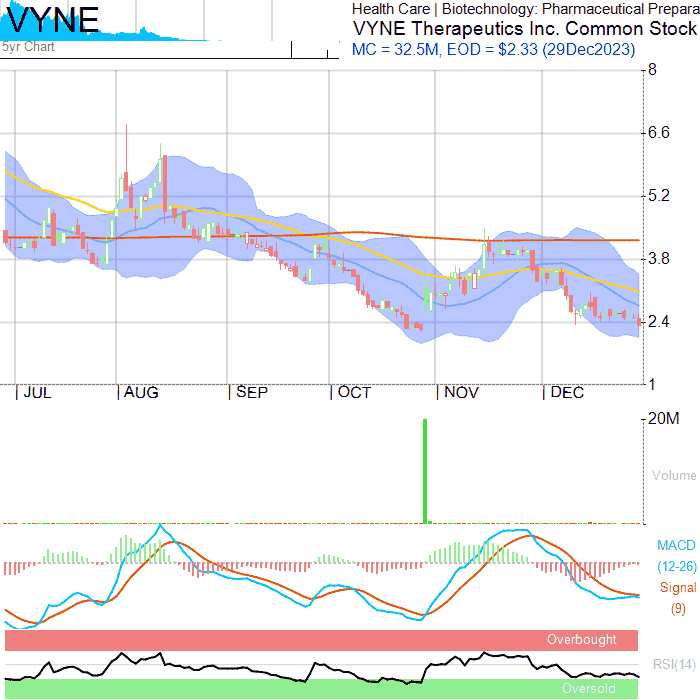 VYNE
5yr Chart
Health Care | Biotechnology: Pharmaceutical Prepara
VYNE Therapeutics Inc. Common Stock
MC = 32.5M, EOD = $2.33 (29Dec2023)
8
6.6
5.2
3.8
2.4
1
JUL AUG SEP OCT NOV DEC
20M
Volume
MACD
(12-26)
Signal
(9)
Overbought
RSI(14)
Oversold